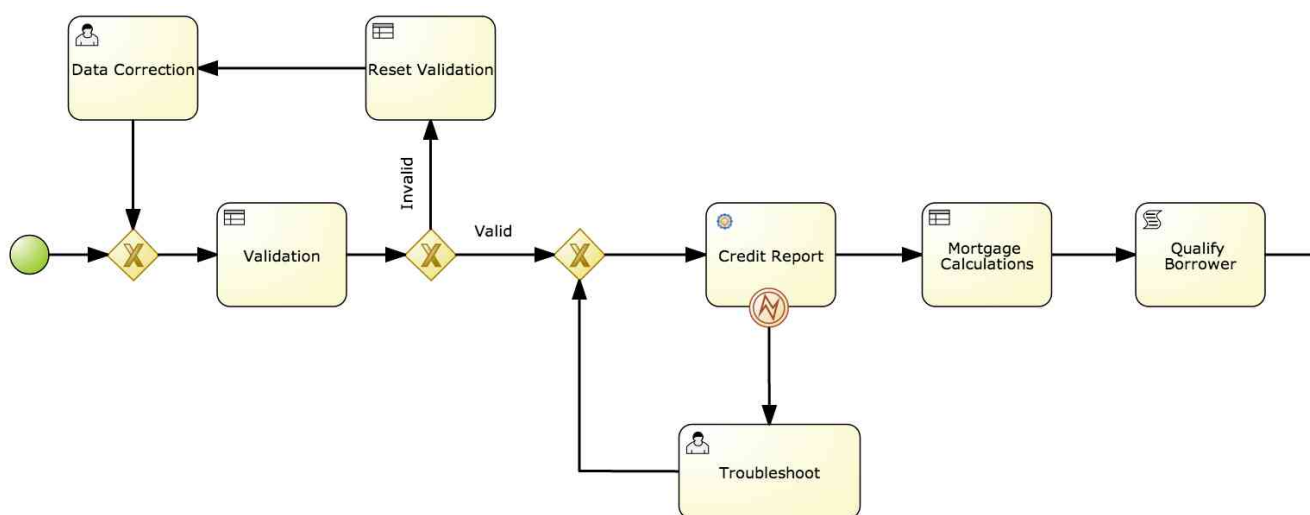 Data Correction
Reset Validation
Invalid
Validation
Valid
Credit Report
Mortgage
Calculations
Qualify
Borrower
Troubleshoot